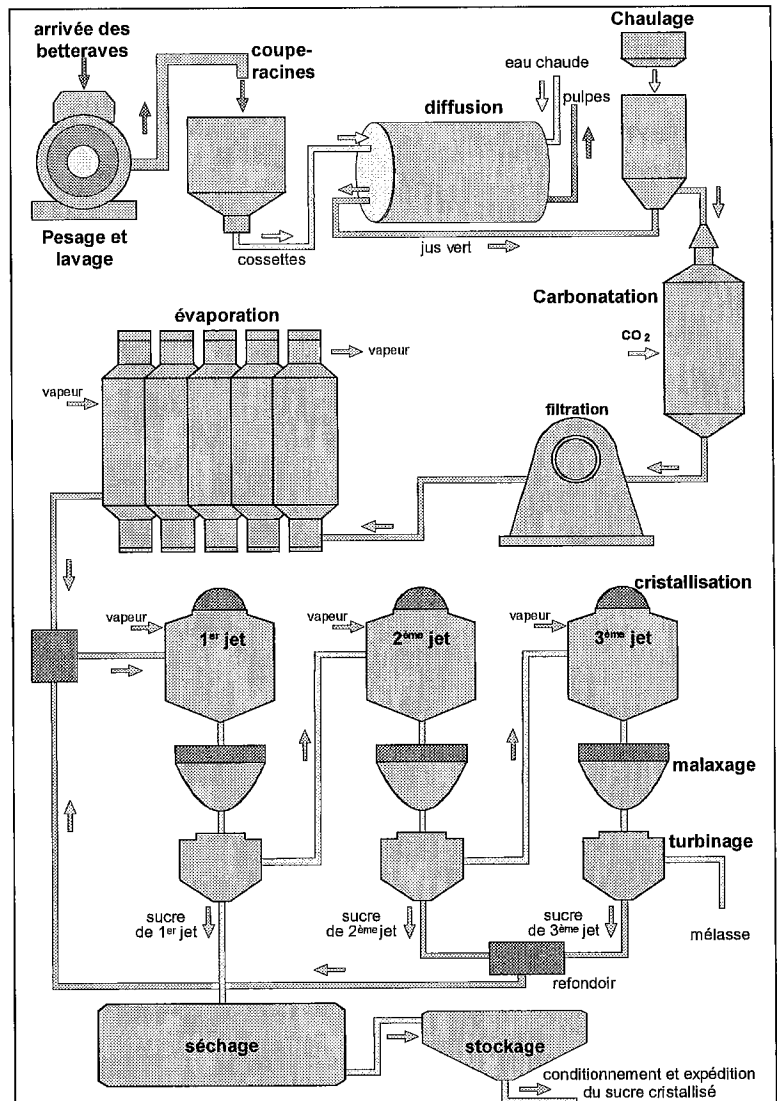 arrivée des
betteraves
coupe-
racines
Chaulage
eau chaude
diffusion
pulpes
Pesage et
lavage
cossettes
jus vert
Carbonatation
évaporation
vapeur
CO2
vapeur
filtration
cristallisation
vapeur
1er jet
vapeur
2ème jet
vapeur
3ème jet
malaxage
turbinage
sucre
de 1er jet
sucre
de 2ème jet
sucre
de 3ème jet
mélasse
refondoir
séchage
stockage
conditionnement et expédition
du sucre cristallisé